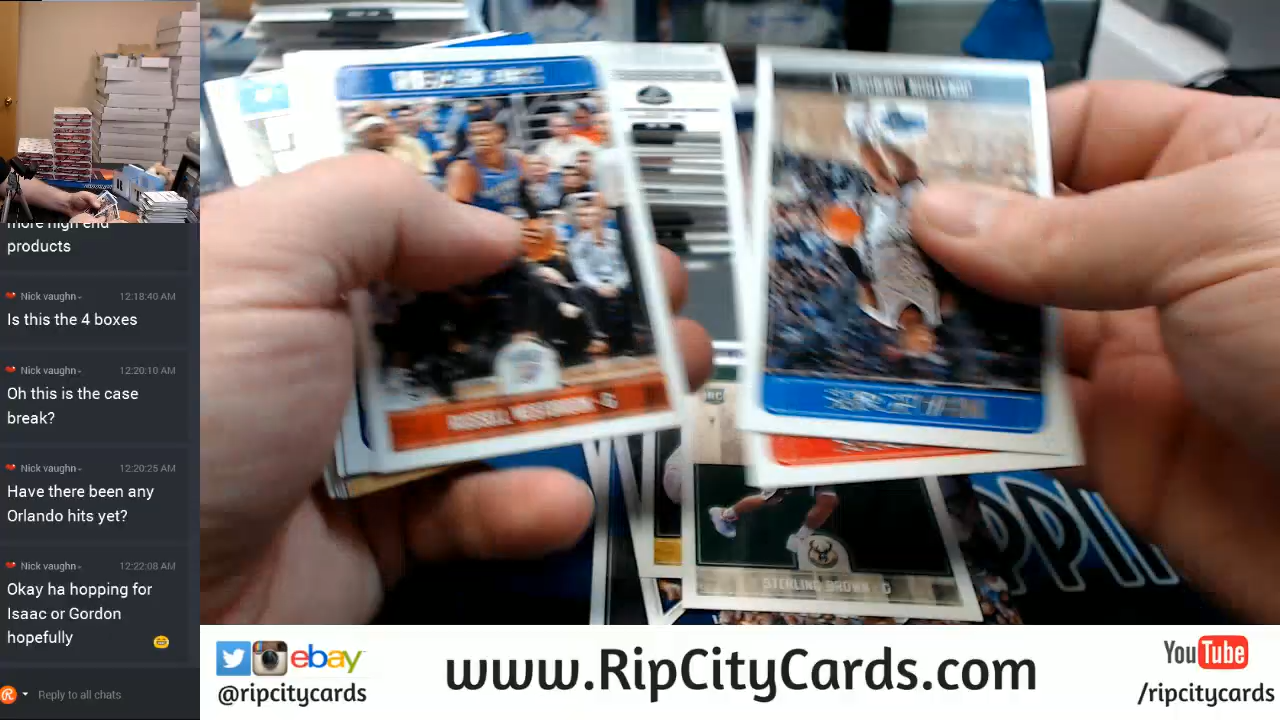 more high end
products
Nick vaughn-
12:18:40 AM
Is this the 4 boxes
Nick vaughn-
12:20:10 AM
Oh this is the case
break?
Nick vaughn-
12:20:25 AM
Have there been any
Orlando hits yet?
Nick vaughn-
12:22:08 AM
Okay ha hopping for
Isaac or Gordon
hopefully
Reply to all chats
RUSSELL WESTBROOK - G
RC
STERLING BROWN - G
ebay
@ripcitycards
www.RipCityCards.com
YouTube
/ripcitycards